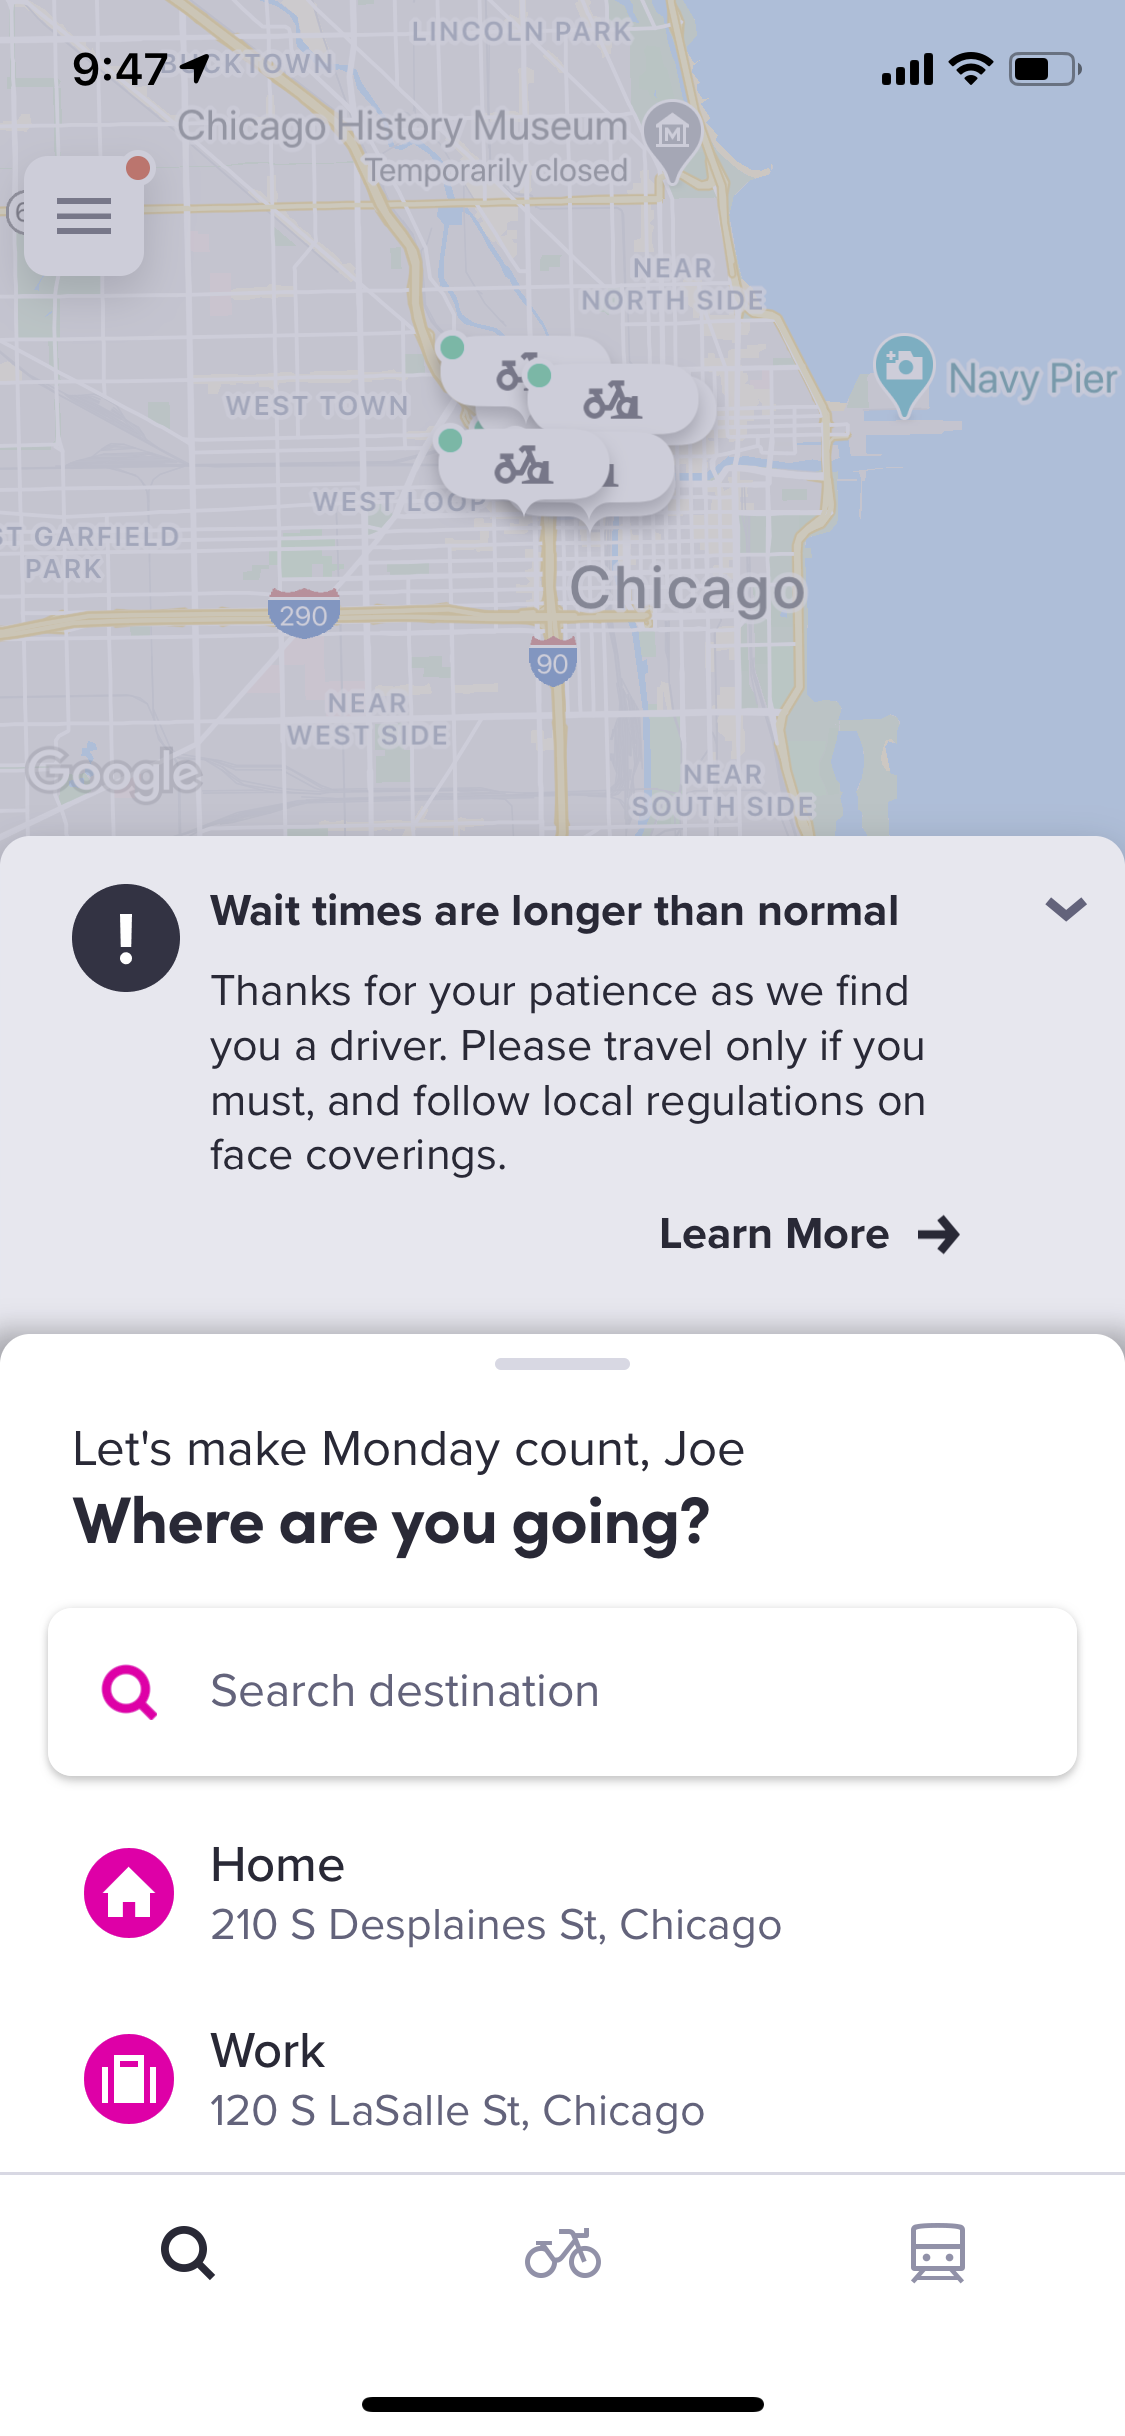 LINCOLN PARK
9:47
BUCKTOWN
Chicago History Museum
Temporarily closed
NEAR
NORTH SIDE
Navy Pier
WEST TOWN
WEST LOOP
ST GARFIELD
PARK
Chicago
290
90
NEAR
WEST SIDE
Google
NEAR
SOUTH SIDE
Wait times are longer than normal
Thanks for your patience as we find
you a driver. Please travel only if you
must, and follow local regulations on
face coverings.
Learn More
Let's make Monday count, Joe
Where are you going?
Search destination
Home
210 S Desplaines St, Chicago
Work
120 S LaSalle St, Chicago